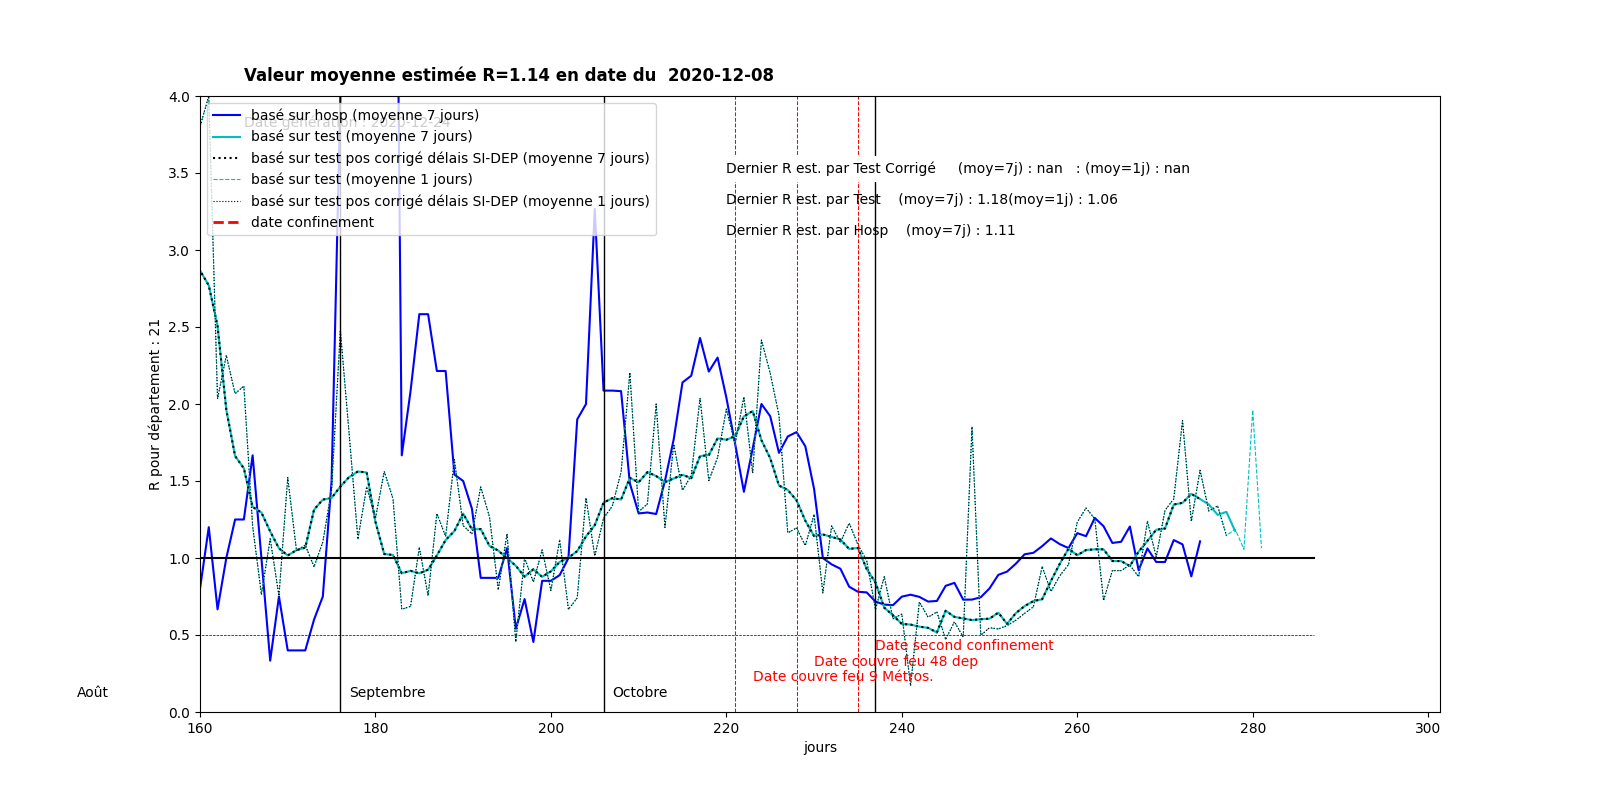 Valeur moyenne estimée R=1.14 en date du  2020-12-08
Date génération : 2020-12-24
basé sur hosp (moyenne 7 jours)
basé sur test (moyenne 7 jours)
basé sur test pos corrigé délais SI-DEP (moyenne 7 jours)
basé sur test (moyenne 1 jours)
basé sur test pos corrigé délais SI-DEP (moyenne 1 jours)
date confinement
Dernier R est. par Test Corrigé     (moy=7j) : nan   : (moy=1j) : nan
Dernier R est. par Test    (moy=7j) : 1.18(moy=1j) : 1.06
Dernier R est. par Hosp    (moy=7j) : 1.11
R pour département : 21
4.0
3.5
3.0
2.5
2.0
1.5
1.0
0.5
0.0
Date second confinement
Date couvre feu 48 dep
Date couvre feu 9 Métros.
Août
Septembre
Octobre
160 180 200 220 240 260 280 300
jours